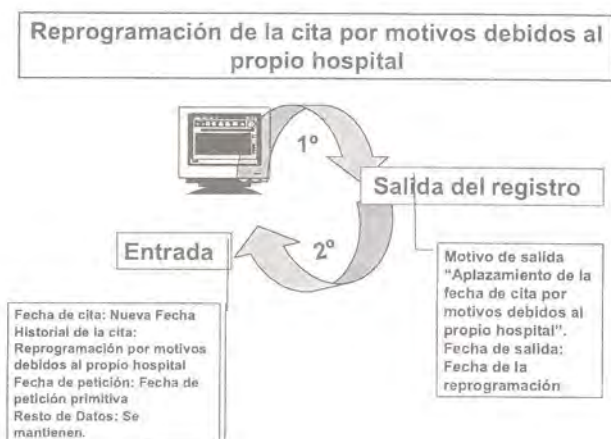 Reprogramación de la cita por motivos debidos al
propio hospital
1º
Salida del registro
Entrada
2º
Motivo de salida
"Aplazamiento de la
fecha de cita por
motivos debidos al
propio hospital".
Fecha de salida:
Fecha de la
reprogramación
Fecha de cita: Nueva Fecha
Historial de la cita:
Reprogramación por motivos
debidos al propio hospital
Fecha de petición: Fecha de
petición primitiva
Resto de Datos: Se
mantienen.